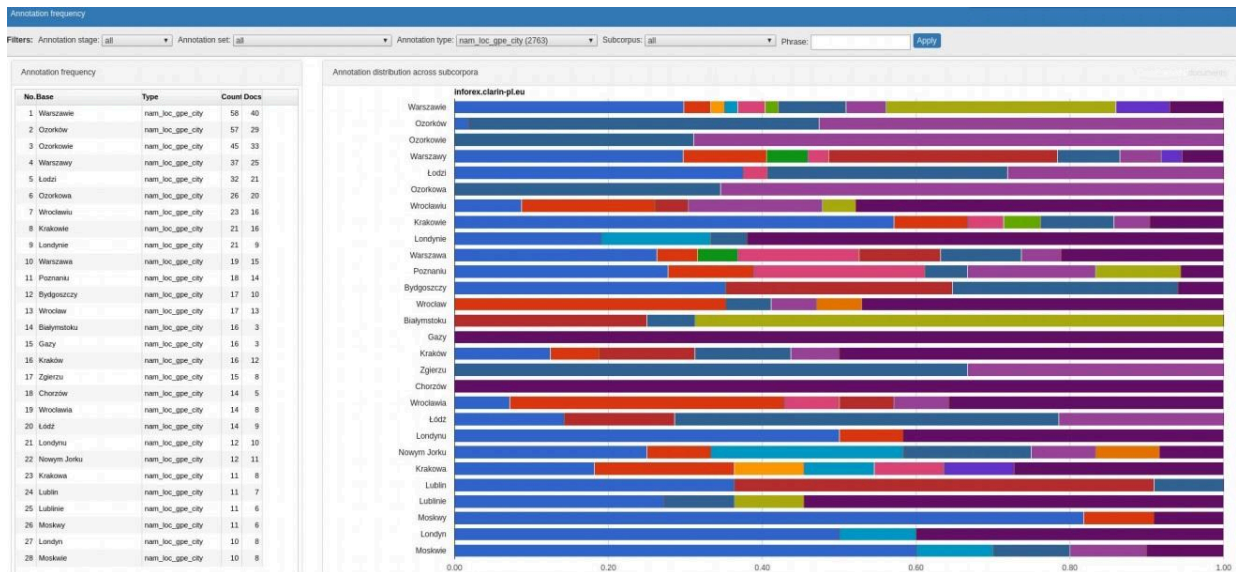 Annotation frequency
Filters: Annotation stage: all Annotation set: all Annotation type: nam_loc_gpe_city (2763) Subcorpus: all Phrase: Apply
Annotation frequency
No. Base Type Count Docs
1 Warszawie nam_loc_gpe_city 58 40
2 Ozorków nam_loc_gpe_city 57 29
3 Ozorkowie nam_loc_gpe_city 45 33
4 Warszawy nam_loc_gpe_city 37 25
5 Łodzi nam_loc_gpe_city 32 21
6 Ozorkowa nam_loc_gpe_city 26 20
7 Wrocławiu nam_loc_gpe_city 23 16
8 Krakowie nam_loc_gpe_city 21 16
9 Londynie nam_loc_gpe_city 21 9
10 Warszawa nam_loc_gpe_city 19 15
11 Poznaniu nam_loc_gpe_city 18 14
12 Bydgoszczy nam_loc_gpe_city 17 10
13 Wrocław nam_loc_gpe_city 17 13
14 Białymstoku nam_loc_gpe_city 16 3
15 Gazy nam_loc_gpe_city 16 3
16 Kraków nam_loc_gpe_city 16 12
17 Zgierzu nam_loc_gpe_city 15 8
18 Chorzów nam_loc_gpe_city 14 5
19 Wrocławia nam_loc_gpe_city 14 8
20 Łódź nam_loc_gpe_city 14 9
21 Londynu nam_loc_gpe_city 12 10
22 Nowym Jorku nam_loc_gpe_city 12 11
23 Krakowa nam_loc_gpe_city 11 8
24 Lublin nam_loc_gpe_city 11 7
25 Lublinie nam_loc_gpe_city 11 6
26 Moskwy nam_loc_gpe_city 11 6
27 Londyn nam_loc_gpe_city 10 8
28 Moskwie nam_loc_gpe_city 10 8
Annotation distribution across subcorpora
documents
inforex.clarin-pl.eu
Warszawie
Ozorków
Ozorkowie
Warszawy
Łodzi
Ozorkowa
Wrocławiu
Krakowie
Londynie
Warszawa
Poznaniu
Bydgoszczy
Wrocław
Białymstoku
Gazy
Kraków
Zgierzu
Chorzów
Wrocławia
Łódź
Londynu
Nowym Jorku
Krakowa
Lublin
Lublinie
Moskwy
Londyn
Moskwie
0.00 0.20 0.40 0.60 0.80 1.00